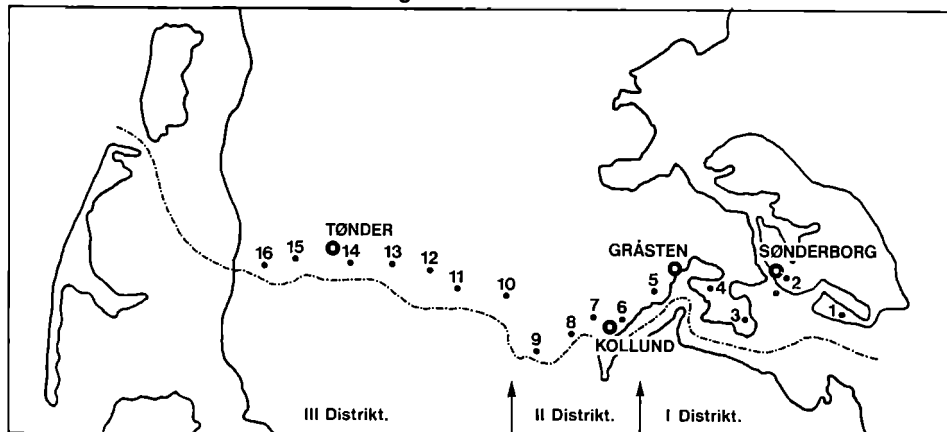 TØNDER
16 15 14 13 12
11 10
GRÅSTEN
SØNDERBORG
5 4 2
7 6 3 1
8
KOLLUND
9
III Distrikt. II Distrikt. I Distrikt.